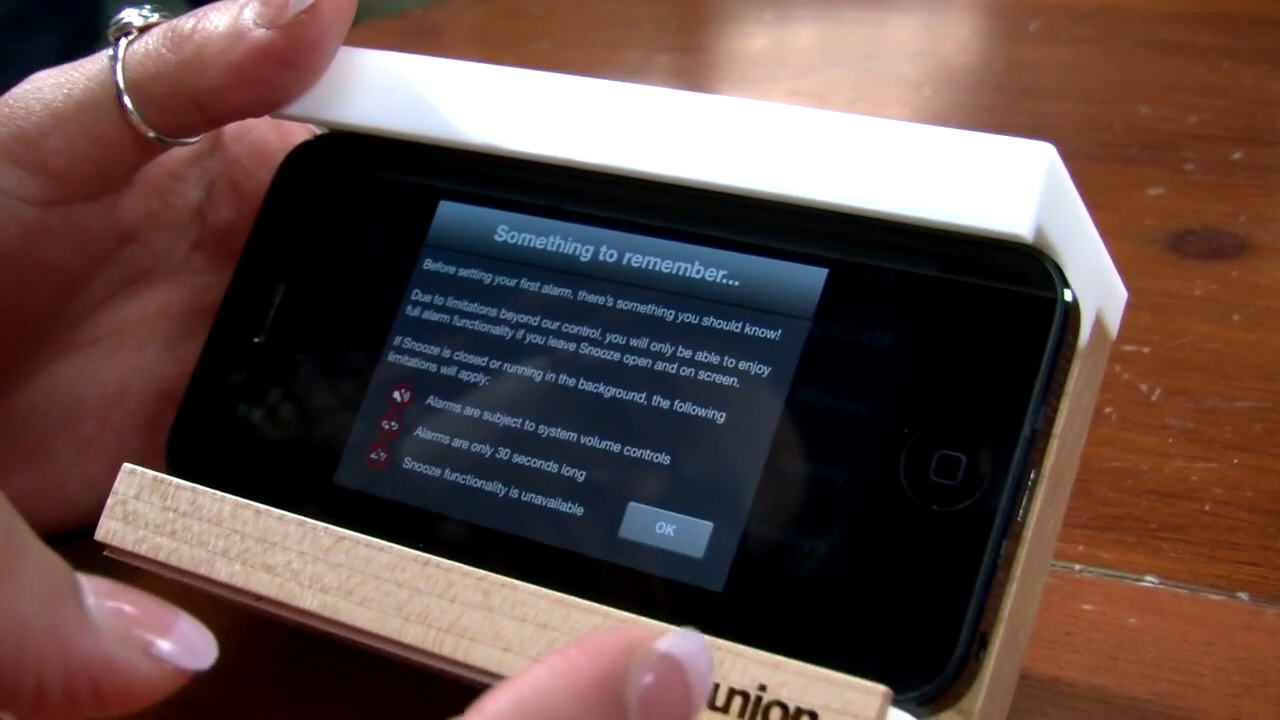 Something to remember...
Before setting your first alarm, there's something you should know!
Due to limitations beyond our control, you will only be able to enjoy
full alarm functionality if you leave Snooze open and on screen.
If Snooze is closed or running in the background, the following
limitations will apply:
Alarms are subject to system volume controls
Alarms are only 30 seconds long
Snooze functionality is unavailable
OK
union